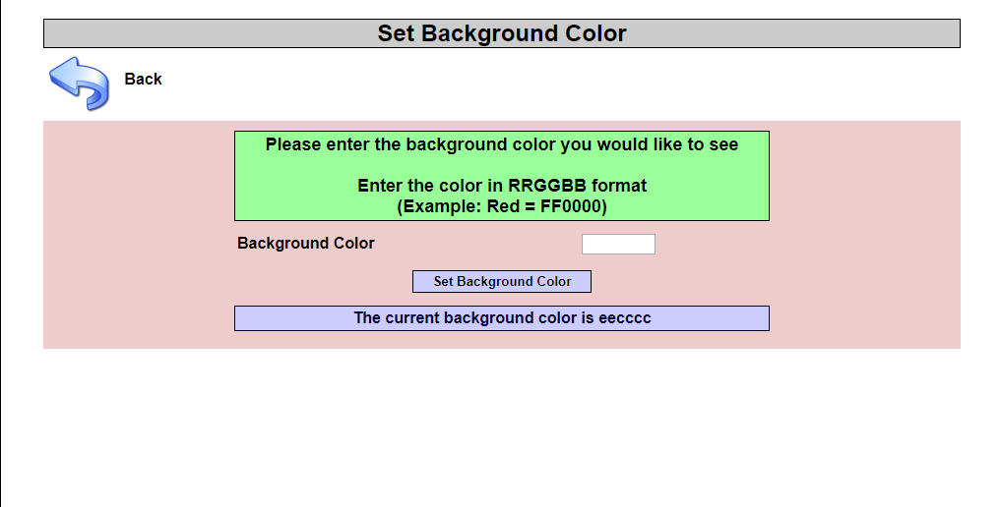 Set Background Color
Back
Please enter the background color you would like to see
Enter the color in RRGGBB format
(Example: Red = FF0000)
Background Color
Set Background Color
The current background color is eecccc